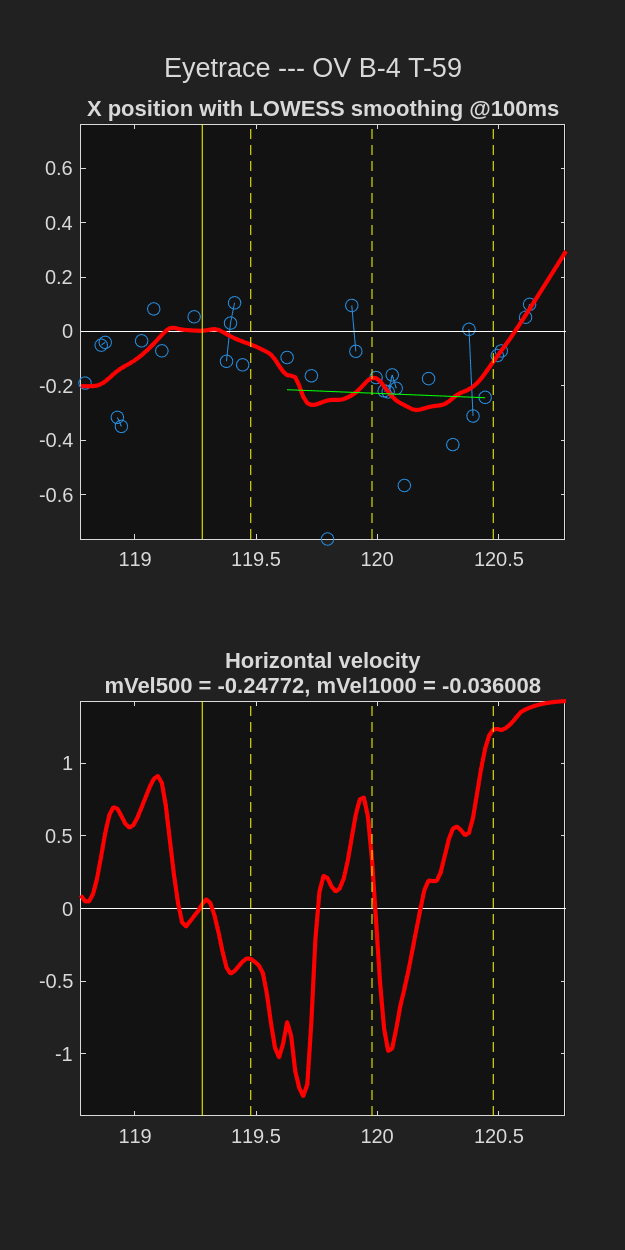 Eyetrace --- OV B-4 T-59
X position with LOWESS smoothing @100ms
0.6
0.4
0.2
0
-0.2
-0.4
-0.6
119 119.5 120 120.5
Horizontal velocity
mVel500 = -0.24772, mVel1000 = -0.036008
1
0.5
0
-0.5
-1
119 119.5 120 120.5